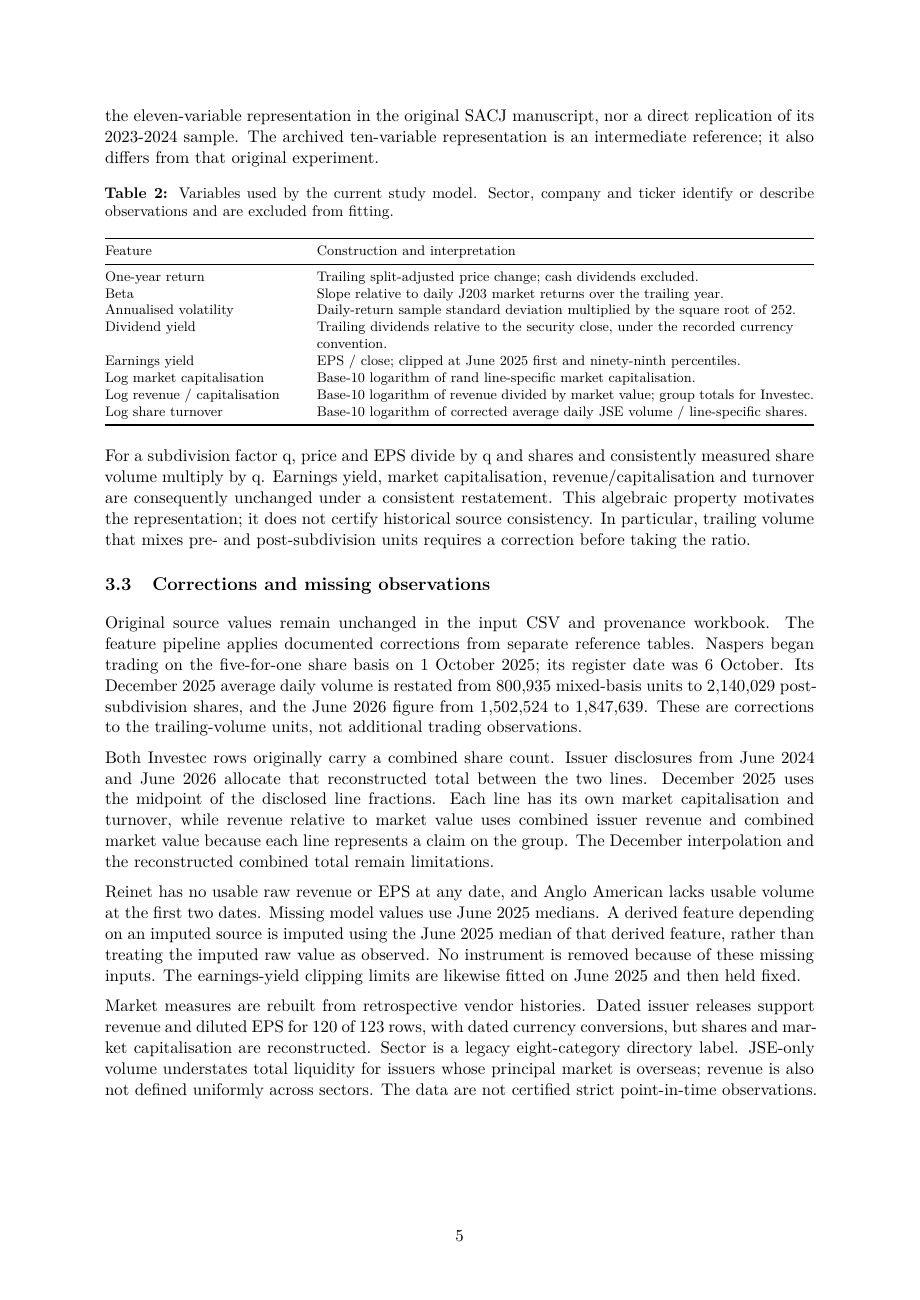 the eleven-variable representation in the original SACJ manuscript, nor a direct replication of its
2023-2024 sample. The archived ten-variable representation is an intermediate reference; it also
differs from that original experiment.
Table 2: Variables used by the current study model. Sector, company and ticker identify or describe
observations and are excluded from fitting.
Feature Construction and interpretation
One-year return Trailing split-adjusted price change; cash dividends excluded.
Beta Slope relative to daily J203 market returns over the trailing year.
Annualised volatility Daily-return sample standard deviation multiplied by the square root of 252.
Dividend yield Trailing dividends relative to the security close, under the recorded currency
convention.
Earnings yield EPS / close; clipped at June 2025 first and ninety-ninth percentiles.
Log market capitalisation Base-10 logarithm of rand line-specific market capitalisation.
Log revenue / capitalisation Base-10 logarithm of revenue divided by market value; group totals for Investec.
Log share turnover Base-10 logarithm of corrected average daily JSE volume / line-specific shares.
For a subdivision factor q, price and EPS divide by q and shares and consistently measured share
volume multiply by q. Earnings yield, market capitalisation, revenue/capitalisation and turnover
are consequently unchanged under a consistent restatement. This algebraic property motivates
the representation; it does not certify historical source consistency. In particular, trailing volume
that mixes pre- and post-subdivision units requires a correction before taking the ratio.
3.3 Corrections and missing observations
Original source values remain unchanged in the input CSV and provenance workbook. The
feature pipeline applies documented corrections from separate reference tables. Naspers began
trading on the five-for-one share basis on 1 October 2025; its register date was 6 October. Its
December 2025 average daily volume is restated from 800,935 mixed-basis units to 2,140,029 post-
subdivision shares, and the June 2026 figure from 1,502,524 to 1,847,639. These are corrections
to the trailing-volume units, not additional trading observations.
Both Investec rows originally carry a combined share count. Issuer disclosures from June 2024
and June 2026 allocate that reconstructed total between the two lines. December 2025 uses
the midpoint of the disclosed line fractions. Each line has its own market capitalisation and
turnover, while revenue relative to market value uses combined issuer revenue and combined
market value because each line represents a claim on the group. The December interpolation and
the reconstructed combined total remain limitations.
Reinet has no usable raw revenue or EPS at any date, and Anglo American lacks usable volume
at the first two dates. Missing model values use June 2025 medians. A derived feature depending
on an imputed source is imputed using the June 2025 median of that derived feature, rather than
treating the imputed raw value as observed. No instrument is removed because of these missing
inputs. The earnings-yield clipping limits are likewise fitted on June 2025 and then held fixed.
Market measures are rebuilt from retrospective vendor histories. Dated issuer releases support
revenue and diluted EPS for 120 of 123 rows, with dated currency conversions, but shares and mar-
ket capitalisation are reconstructed. Sector is a legacy eight-category directory label. JSE-only
volume understates total liquidity for issuers whose principal market is overseas; revenue is also
not defined uniformly across sectors. The data are not certified strict point-in-time observations.
5